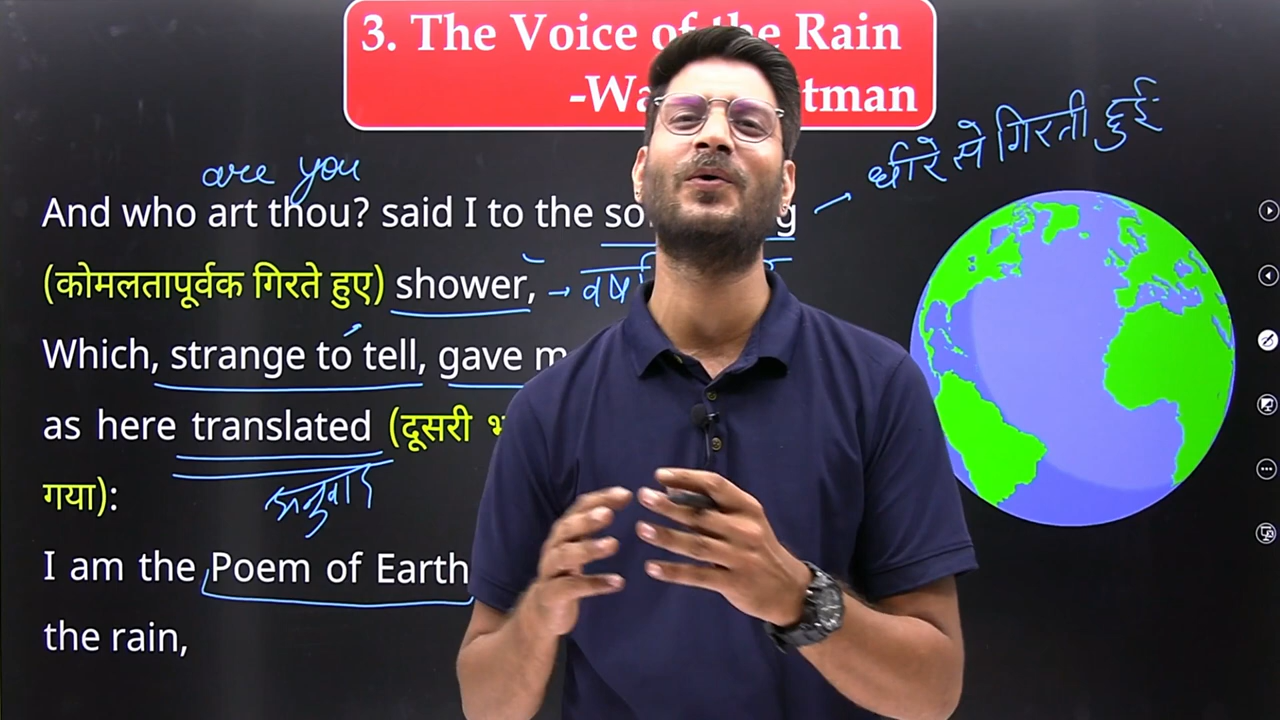 3. The Voice of the Rain
-Wa tman
धीरे से गिरती हुई
are you
And who art thou? said I to the so g
(कोमलतापूर्वक गिरते हुए) shower, → वर्षा
Which, strange to tell, gave m
as here translated (दूसरी भ
गया):
अनुवाद
I am the Poem of Earth
the rain,